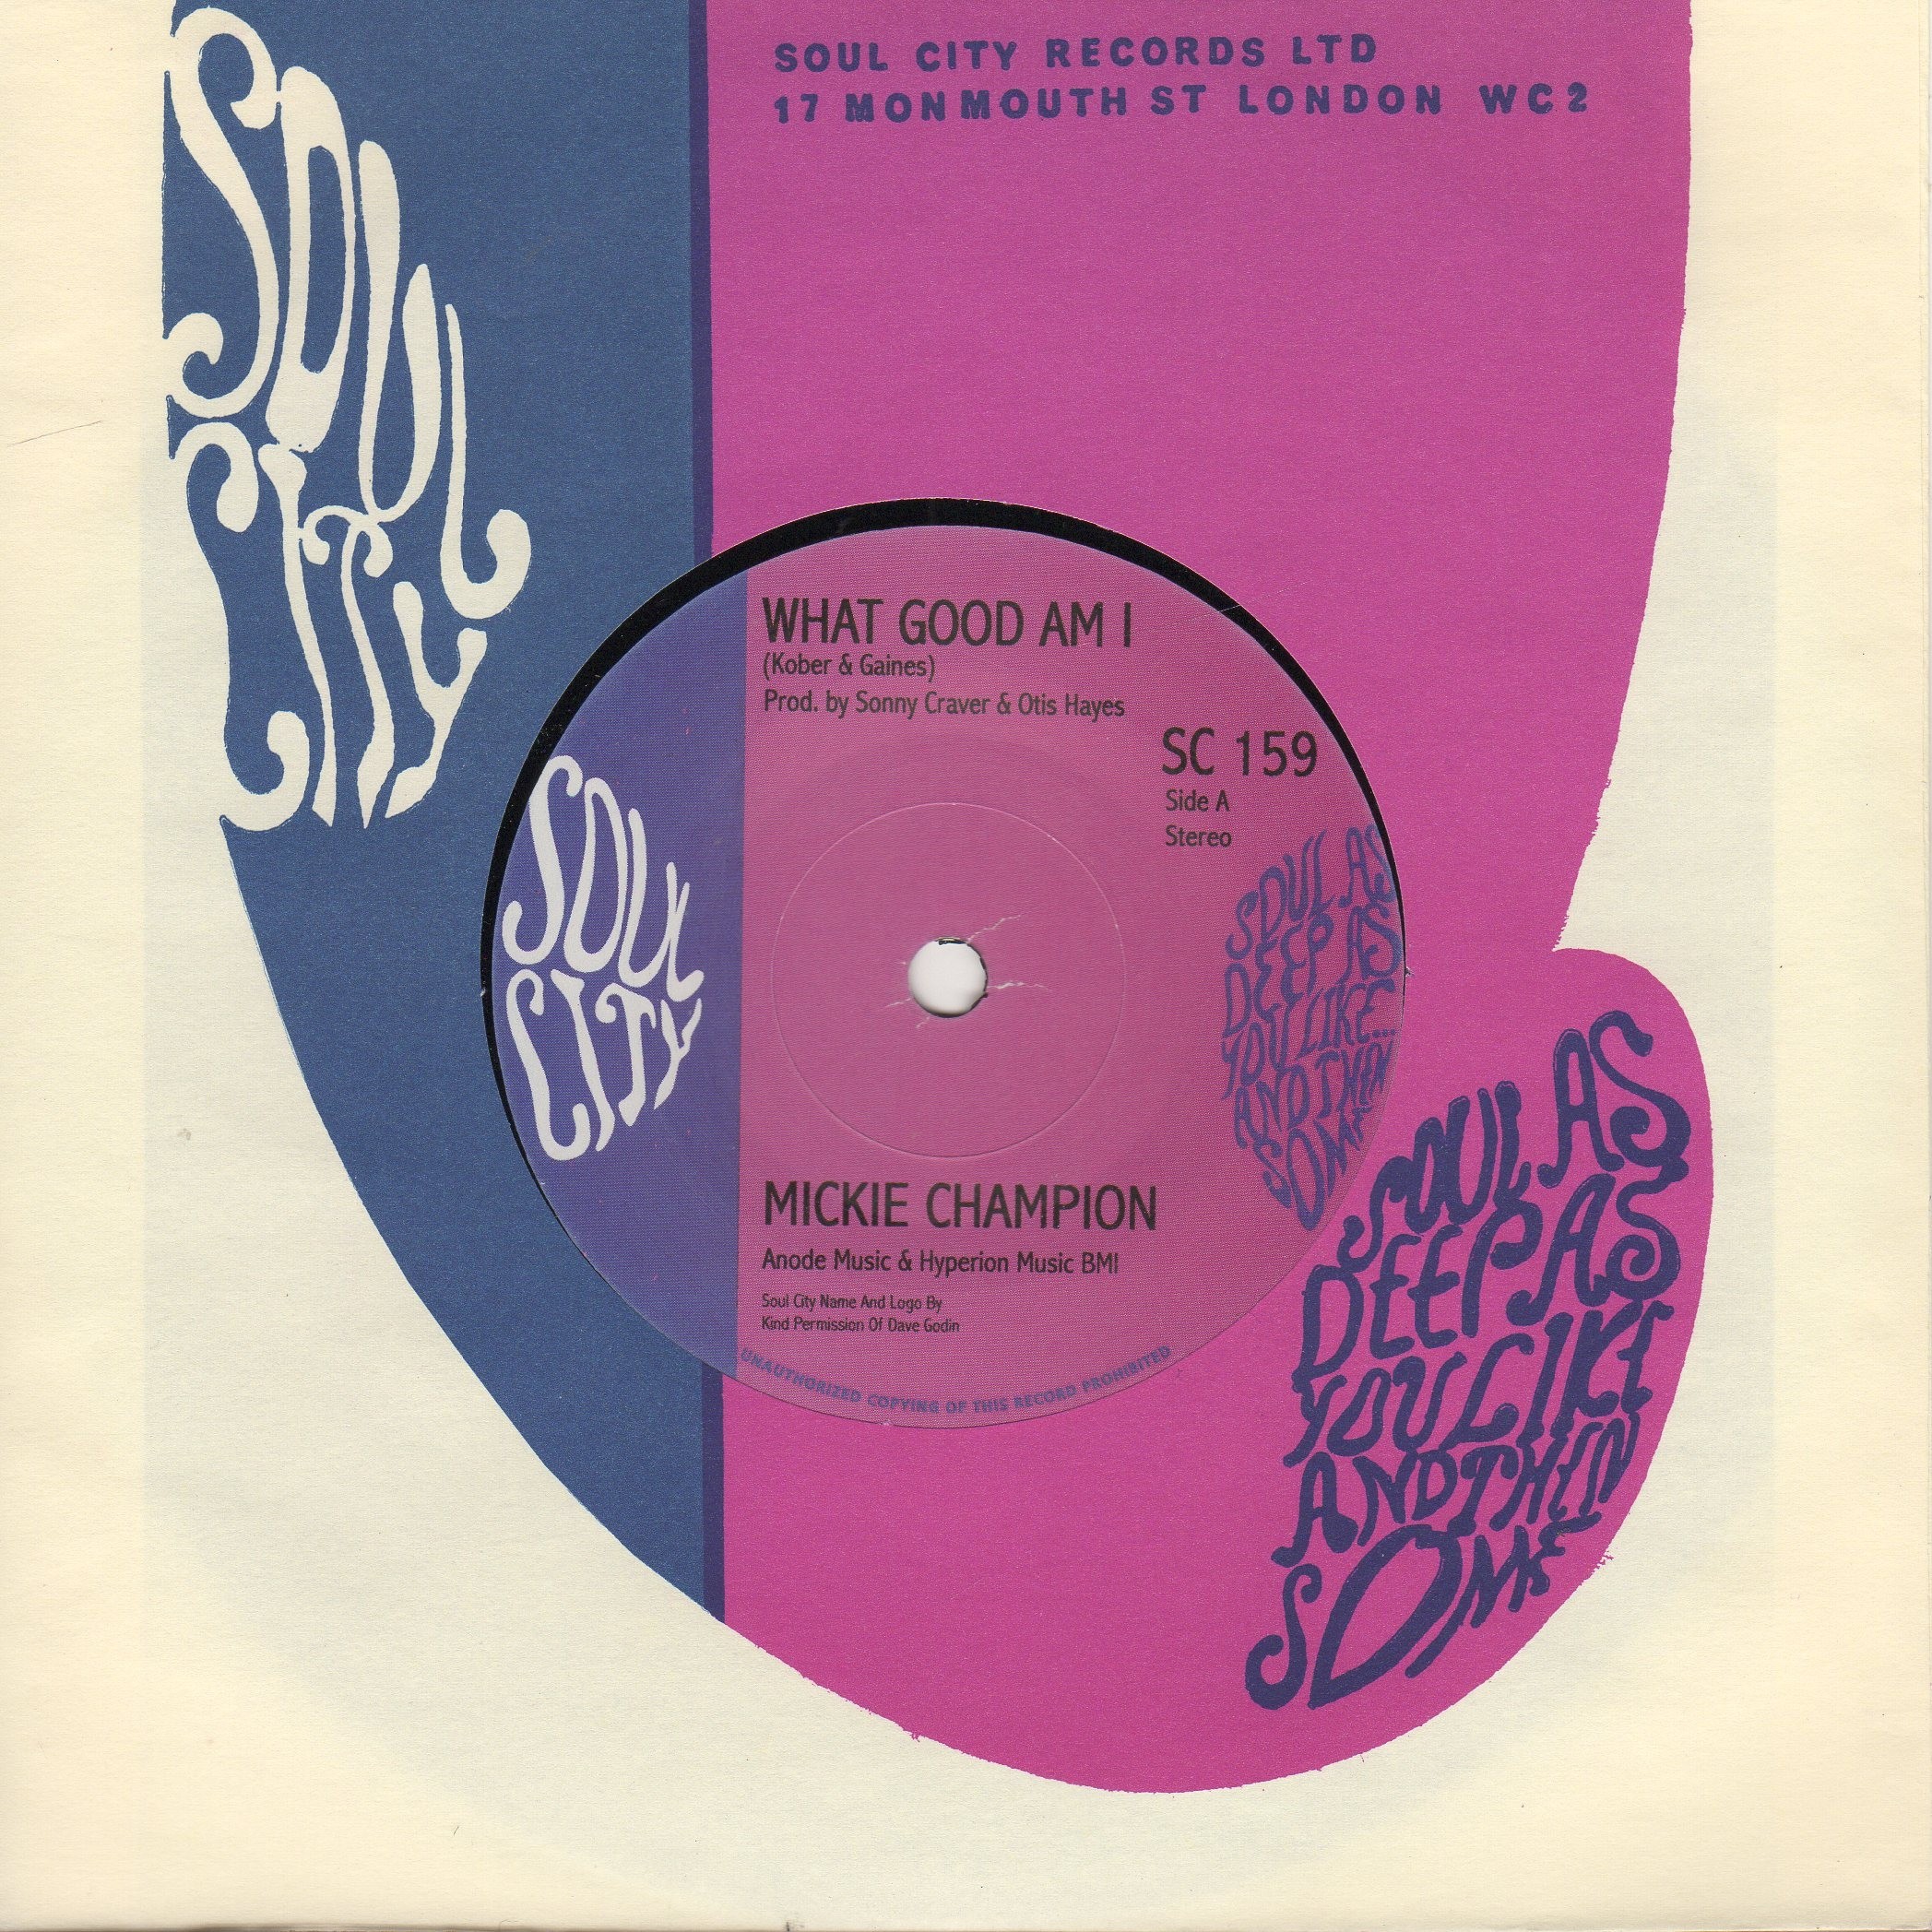 SOUL
CITY
SOUL CITY RECORDS LTD
17 MONMOUTH ST LONDON WC2
WHAT GOOD AM I
(Kober & Gaines)
Prod. by Sonny Craver & Otis Hayes
SC 159
Side A
Stereo
SOUL
CITY
SOUL AS
DEEP AS
YOU LIKE...
AND THEN
SOME
MICKIE CHAMPION
Anode Music & Hyperion Music BMI
Soul City Name And Logo By
Kind Permission Of Dave Godin
UNAUTHORIZED COPYING OF THIS RECORD PROHIBITED
SOUL AS
DEEP AS
YOU LIKE
AND THEN
SOME